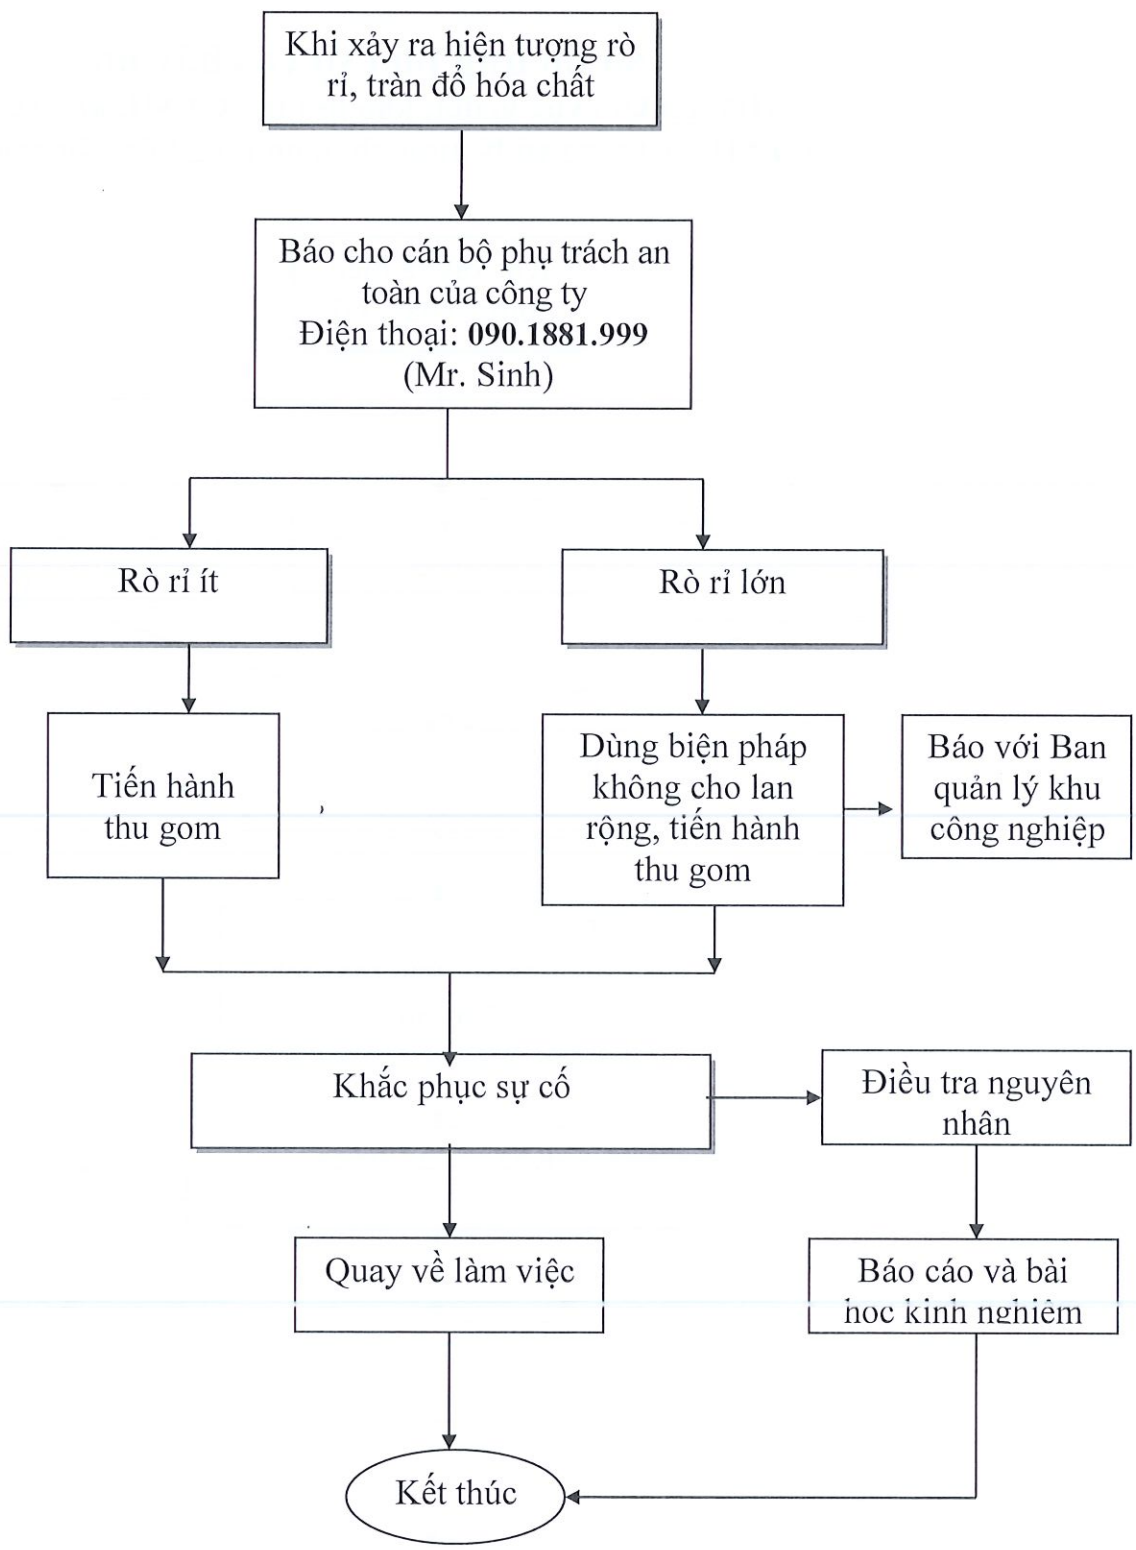 Khi xảy ra hiện tượng rò
rỉ, tràn đổ hóa chất
Báo cho cán bộ phụ trách an
toàn của công ty
Điện thoại: 090.1881.999
(Mr. Sinh)
Rò rỉ ít
Rò rỉ lớn
Tiến hành
thu gom
Dùng biện pháp
không cho lan
rộng, tiến hành
thu gom
Báo với Ban
quản lý khu
công nghiệp
Khắc phục sự cố
Điều tra nguyên
nhân
Quay về làm việc
Báo cáo và bài
học kinh nghiệm
Kết thúc